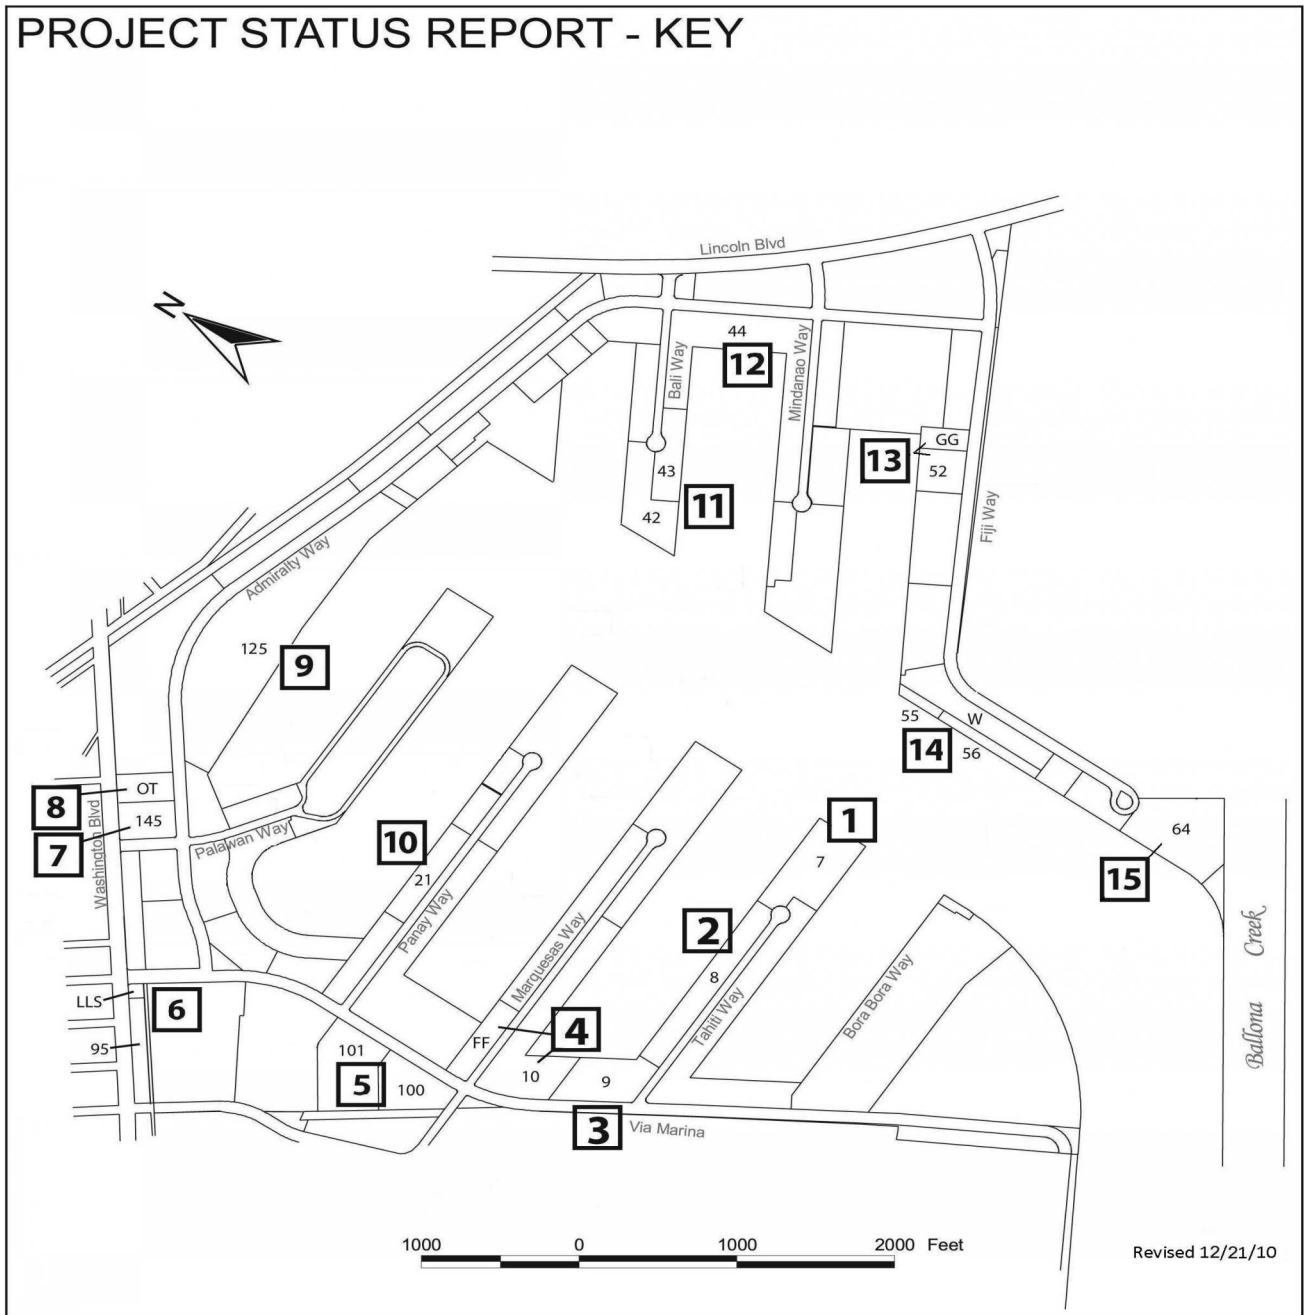 PROJECT STATUS REPORT - KEY
Lincoln Blvd
N
44
12
Bali Way
Mindanao Way
13
GG
52
43
11
42
Fiji Way
Admiralty Way
125
9
55
W
14
56
OT
8
145
7
Washington Blvd
Palawan Way
10
21
Panay Way
1
7
64
15
2
8
Marquesas Way
Tahiti Way
Bora Bora Way
Ballona Creek
LLS
6
95
4
FF
10
9
101
5
100
3
Via Marina
1000 0 1000 2000 Feet
Revised 12/21/10